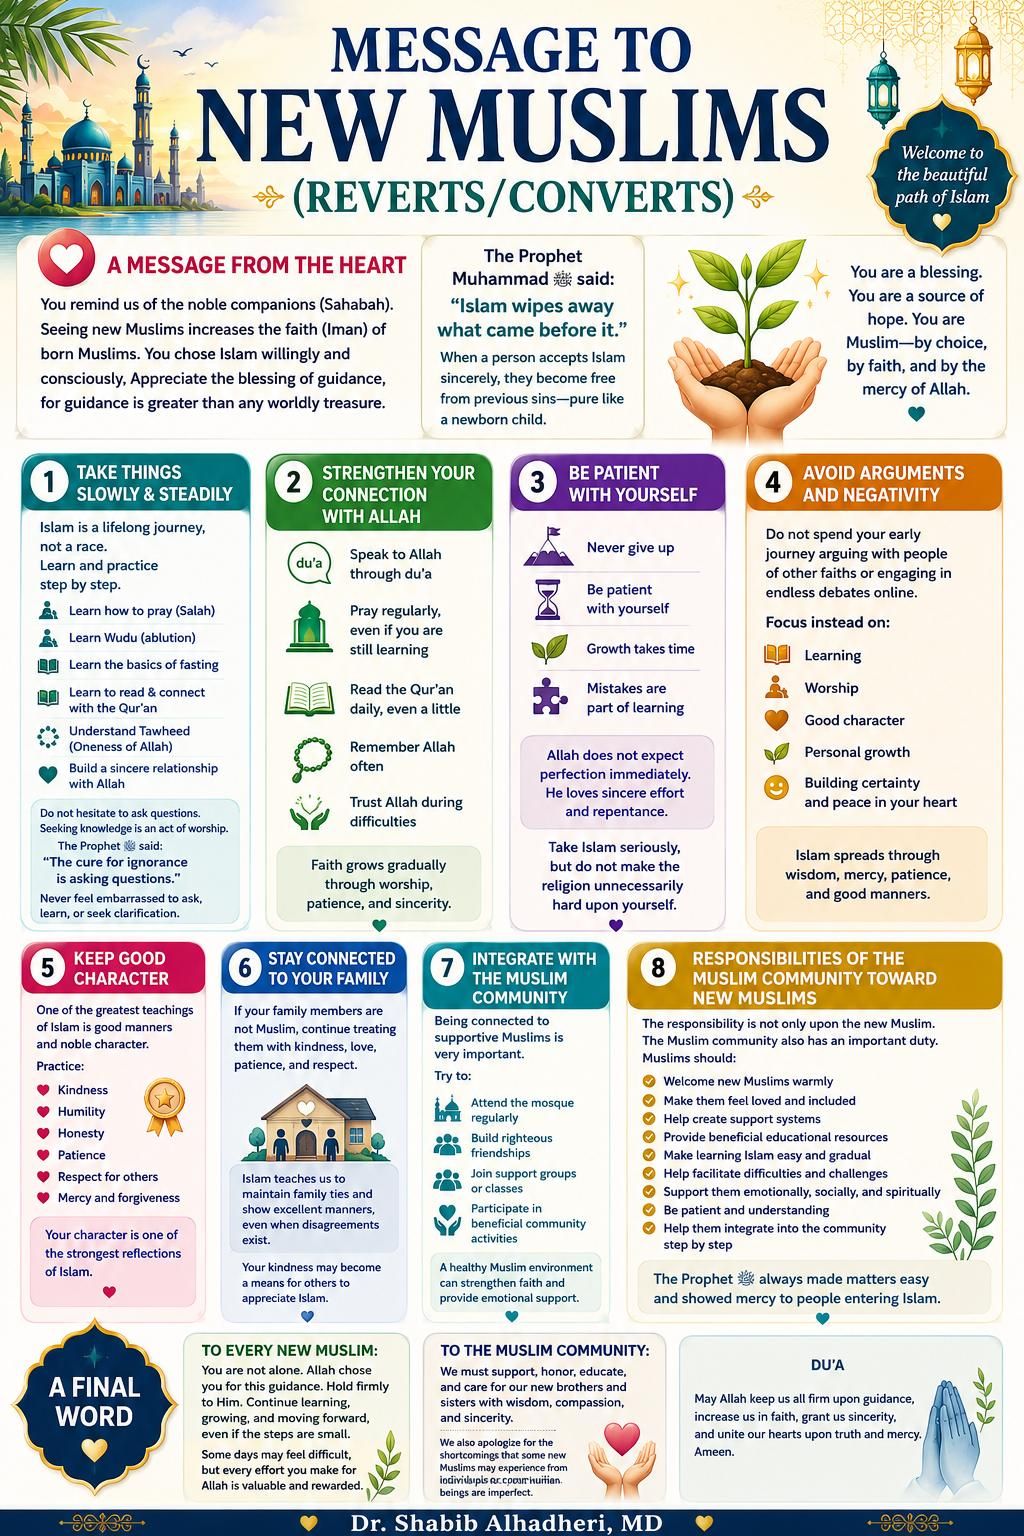 MESSAGE TO
NEW MUSLIMS
(REVERTS/CONVERTS)
Welcome to
the beautiful
path of Islam
A MESSAGE FROM THE HEART
You remind us of the noble companions (Sahabah).
Seeing new Muslims increases the faith (Iman) of
born Muslims. You chose Islam willingly and
consciously, Appreciate the blessing of guidance,
for guidance is greater than any worldly treasure.
The Prophet
Muhammad ﷺ said:
“Islam wipes away
what came before it.”
When a person accepts Islam
sincerely, they become free
from previous sins—pure like
a newborn child.
You are a blessing.
You are a source of
hope. You are
Muslim—by choice,
by faith, and by the
mercy of Allah.
1 TAKE THINGS
SLOWLY & STEADILY
Islam is a lifelong journey,
not a race.
Learn and practice
step by step.
Learn how to pray (Salah)
Learn Wudu (ablution)
Learn the basics of fasting
Learn to read & connect
with the Qur'an
Understand Tawheed
(Oneness of Allah)
Build a sincere relationship
with Allah
Do not hesitate to ask questions.
Seeking knowledge is an act of worship.
The Prophet ﷺ said:
“The cure for ignorance
is asking questions.”
Never feel embarrassed to ask,
learn, or seek clarification.
2 STRENGTHEN YOUR
CONNECTION
WITH ALLAH
du'a
Speak to Allah
through du'a
Pray regularly,
even if you are
still learning
Read the Qur'an
daily, even a little
Remember Allah
often
Trust Allah during
difficulties
Faith grows gradually
through worship,
patience, and sincerity.
3 BE PATIENT
WITH YOURSELF
Never give up
Be patient
with yourself
Growth takes time
Mistakes are
part of learning
Allah does not expect
perfection immediately.
He loves sincere effort
and repentance.
Take Islam seriously,
but do not make the
religion unnecessarily
hard upon yourself.
4 AVOID ARGUMENTS
AND NEGATIVITY
Do not spend your early
journey arguing with people
of other faiths or engaging in
endless debates online.
Focus instead on:
Learning
Worship
Good character
Personal growth
Building certainty
and peace in your heart
Islam spreads through
wisdom, mercy, patience,
and good manners.
5 KEEP GOOD
CHARACTER
One of the greatest teachings
of Islam is good manners
and noble character.
Practice:
Kindness
Humility
Honesty
Patience
Respect for others
Mercy and forgiveness
Your character is one of
the strongest reflections
of Islam.
6 STAY CONNECTED
TO YOUR FAMILY
If your family members are
not Muslim, continue treating
them with kindness, love,
patience, and respect.
Islam teaches us to
maintain family ties and
show excellent manners,
even when disagreements
exist.
Your kindness may become
a means for others to
appreciate Islam.
7 INTEGRATE WITH
THE MUSLIM
COMMUNITY
Being connected to
supportive Muslims is
very important.
Try to:
Attend the mosque
regularly
Build righteous
friendships
Join support groups
or classes
Participate in
beneficial community
activities
A healthy Muslim environment
can strengthen faith and
provide emotional support.
8 RESPONSIBILITIES OF THE
MUSLIM COMMUNITY TOWARD
NEW MUSLIMS
The responsibility is not only upon the new Muslim.
The Muslim community also has an important duty.
Muslims should:
Welcome new Muslims warmly
Make them feel loved and included
Help create support systems
Provide beneficial educational resources
Make learning Islam easy and gradual
Help facilitate difficulties and challenges
Support them emotionally, socially, and spiritually
Be patient and understanding
Help them integrate into the community
step by step
The Prophet ﷺ always made matters easy
and showed mercy to people entering Islam.
A FINAL
WORD
TO EVERY NEW MUSLIM:
You are not alone. Allah chose
you for this guidance. Hold firmly
to Him. Continue learning,
growing, and moving forward,
even if the steps are small.
Some days may feel difficult,
but every effort you make for
Allah is valuable and rewarded.
TO THE MUSLIM COMMUNITY:
We must support, honor, educate,
and care for our new brothers and
sisters with wisdom, compassion,
and sincerity.
We also apologize for the
shortcomings that some new
Muslims may experience from
beings are imperfect.
DU'A
May Allah keep us all firm upon guidance,
increase us in faith, grant us sincerity,
and unite our hearts upon truth and mercy.
Ameen.
Dr. Shabib Alhadheri, MD